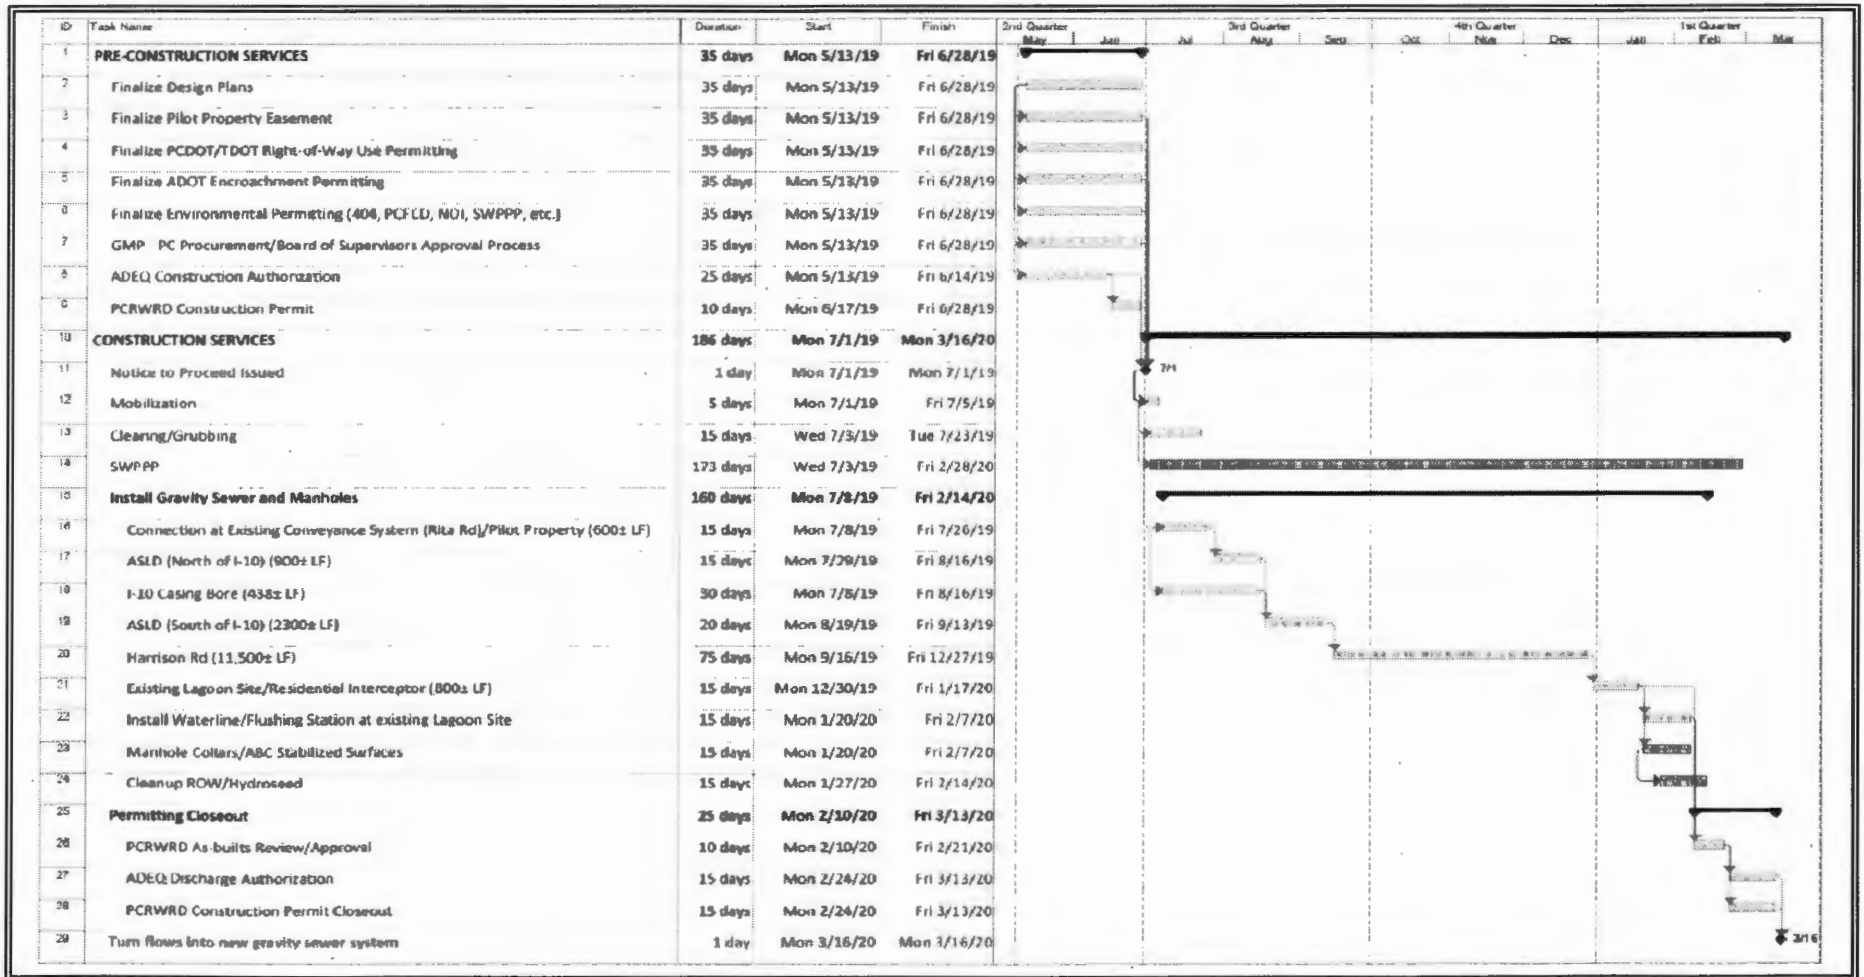 ID Task Name Duration Start Finish 2nd Quarter 3rd Quarter 4th Quarter 1st Quarter
May Jun Jul Aug Sep Oct Nov Dec Jan Feb Mar
1 PRE-CONSTRUCTION SERVICES 35 days Mon 5/13/19 Fri 6/28/19
2 Finalize Design Plans 35 days Mon 5/13/19 Fri 6/28/19
3 Finalize Pilot Property Easement 35 days Mon 5/13/19 Fri 6/28/19
4 Finalize PCDOT/TDOT Right-of-Way Use Permitting 35 days Mon 5/13/19 Fri 6/28/19
5 Finalize ADOT Encroachment Permitting 35 days Mon 5/13/19 Fri 6/28/19
6 Finalize Environmental Permitting (404, PCFCD, NOI, SWPPP, etc.) 35 days Mon 5/13/19 Fri 6/28/19
7 GMP PC Procurement/Board of Supervisors Approval Process 35 days Mon 5/13/19 Fri 6/28/19
8 ADEQ Construction Authorization 25 days Mon 5/13/19 Fri 6/14/19
9 PCRWRD Construction Permit 10 days Mon 6/17/19 Fri 6/28/19
10 CONSTRUCTION SERVICES 186 days Mon 7/1/19 Mon 3/16/20
11 Notice to Proceed Issued 1 day Mon 7/1/19 Mon 7/1/19 7/1
12 Mobilization 5 days Mon 7/1/19 Fri 7/5/19
13 Clearing/Grubbing 15 days Wed 7/3/19 Tue 7/23/19
14 SWPPP 173 days Wed 7/3/19 Fri 2/28/20
15 Install Gravity Sewer and Manholes 160 days Mon 7/8/19 Fri 2/14/20
16 Connection at Existing Conveyance System (Rita Rd)/Pilot Property (600± LF) 15 days Mon 7/8/19 Fri 7/26/19
17 ASLD (North of I-10) (900± LF) 15 days Mon 7/29/19 Fri 8/16/19
18 I-10 Casing Bore (438± LF) 30 days Mon 7/8/19 Fri 8/16/19
19 ASLD (South of I-10) (2300± LF) 20 days Mon 8/19/19 Fri 9/13/19
20 Harrison Rd (11,500± LF) 75 days Mon 9/16/19 Fri 12/27/19
21 Existing Lagoon Site/Residential Interceptor (800± LF) 15 days Mon 12/30/19 Fri 1/17/20
22 Install Waterline/Flushing Station at existing Lagoon Site 15 days Mon 1/20/20 Fri 2/7/20
23 Manhole Collars/ABC Stabilized Surfaces 15 days Mon 1/20/20 Fri 2/7/20
24 Cleanup ROW/Hydroseed 15 days Mon 1/27/20 Fri 2/14/20
25 Permitting Closeout 25 days Mon 2/10/20 Fri 3/13/20
26 PCRWRD As-builts Review/Approval 10 days Mon 2/10/20 Fri 2/21/20
27 ADEQ Discharge Authorization 15 days Mon 2/24/20 Fri 3/13/20
28 PCRWRD Construction Permit Closeout 15 days Mon 2/24/20 Fri 3/13/20
29 Turn flows into new gravity sewer system 1 day Mon 3/16/20 Mon 3/16/20 3/16